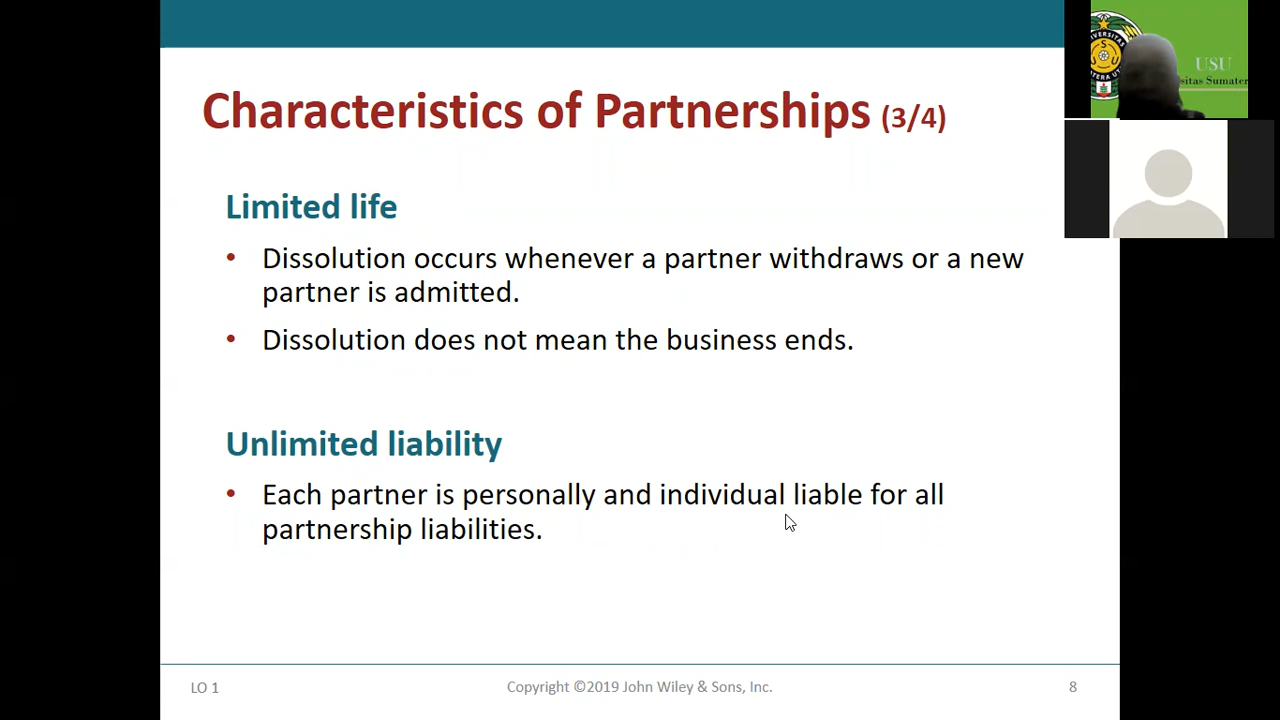 Characteristics of Partnerships (3/4)
Limited life
• Dissolution occurs whenever a partner withdraws or a new
partner is admitted.
• Dissolution does not mean the business ends.
Unlimited liability
• Each partner is personally and individual liable for all
partnership liabilities.
LO 1
Copyright ©2019 John Wiley & Sons, Inc.
8
USU
sitas Sumater